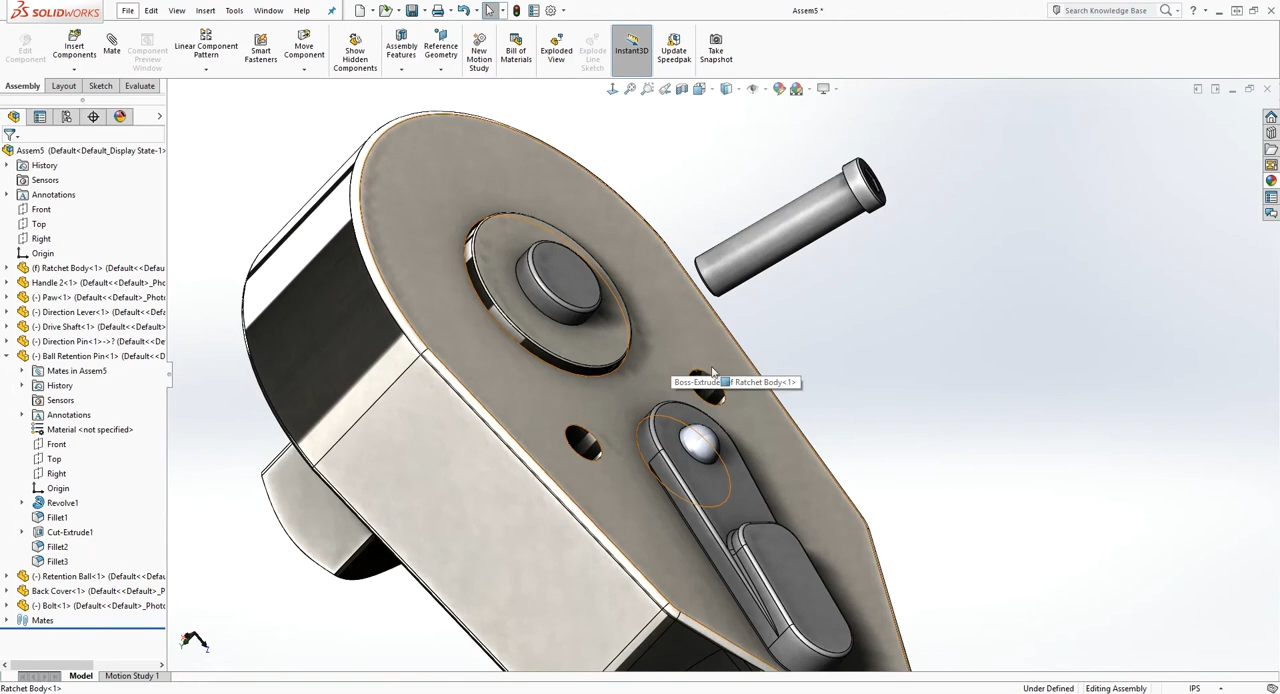 SOLIDWORKS
File Edit View Insert Tools Window Help
Assem5 *
Search Knowledge Base
?
Edit Component
Insert Components
Mate
Component Preview Window
Linear Component Pattern
Smart Fasteners
Move Component
Show Hidden Components
Assembly Features
Reference Geometry
New Motion Study
Bill of Materials
Exploded View
Explode Line Sketch
Instant3D
Update Speedpak
Take Snapshot
Assembly Layout Sketch Evaluate
Assem5 (Default<Default_Display State-1>
History
Sensors
Annotations
Front
Top
Right
Origin
(f) Ratchet Body<1> (Default<<Defau
Handle 2<1> (Default<<Default>_Phot
(-) Paw<1> (Default<<Default>_Photo
(-) Direction Lever<1> (Default<<Defa
(-) Drive Shaft<1> (Default<<Default>
(-) Direction Pin<1>->? (Default<<Def
(-) Ball Retention Pin<1> (Default<<D
Mates in Assem5
History
Sensors
Annotations
Material <not specified>
Front
Top
Right
Origin
Revolve1
Fillet1
Cut-Extrude1
Fillet2
Fillet3
(-) Retention Ball<1> (Default<<Defau
Back Cover<1> (Default<<Default>_P
(-) Bolt<1> (Default<<Default>_Photo
Mates
Boss-Extrude of Ratchet Body<1>
Model Motion Study 1
Ratchet Body<1>
Under Defined Editing Assembly IPS